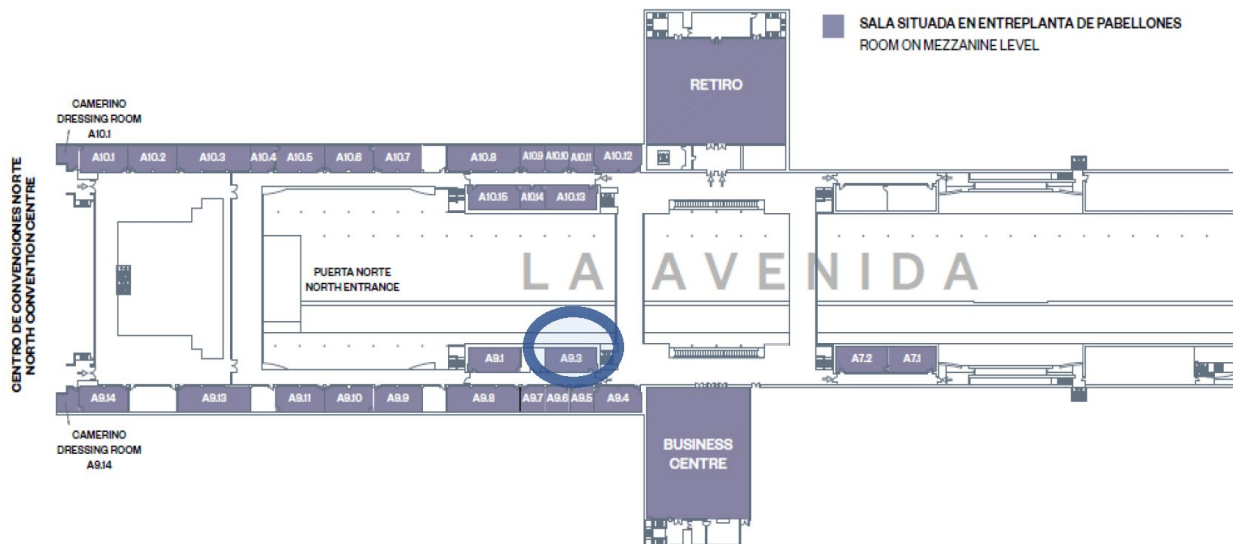 SALA SITUADA EN ENTREPLANTA DE PABELLONES
ROOM ON MEZZANINE LEVEL
RETIRO
CAMERINO
DRESSING ROOM
A10.1
A10.1 A10.2 A10.3 A10.4 A10.5 A10.6 A10.7 A10.8 A10.9 A10.10 A10.11 A10.12
A10.15 A10.14 A10.13
CENTRO DE CONVENCIONES NORTE
NORTH CONVENTION CENTRE
LA AVENIDA
PUERTA NORTE
NORTH ENTRANCE
A9.1 A9.3 A7.2 A7.1
A9.14 A9.13 A9.11 A9.10 A9.9 A9.8 A9.7 A9.6 A9.5 A9.4
CAMERINO
DRESSING ROOM
A9.14
BUSINESS
CENTRE